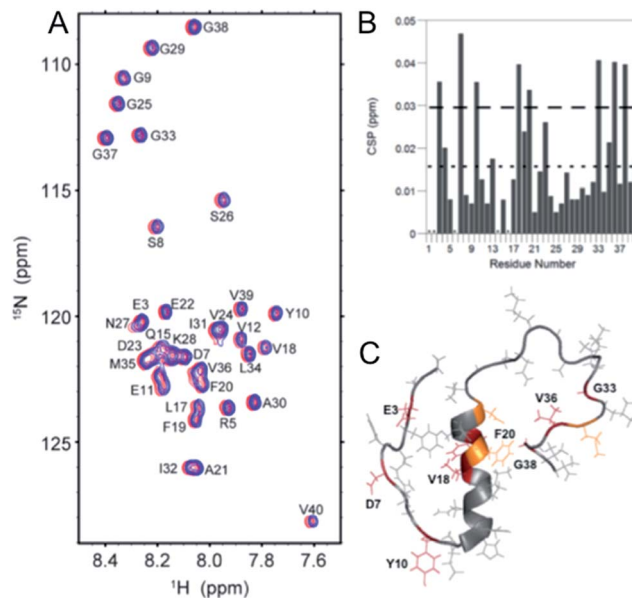 A
G38
G29
G9
G25
G33
G37
S26
S8
E3 E22
N27
Q15
D23 K28
M35
E11
V39
I31 V24 Y10
V12
V18
D7 L34
V36
F20
L17 A30
F19 R5
I32 A21
V40
110
115
120
125
¹⁵N (ppm)
8.4 8.2 8.0 7.8 7.6
¹H (ppm)
B
0.05
0.04
0.03
0.02
0.01
0
CSP (ppm)
1 5 9 13 17 21 25 29 33 37
Residue Number
C
E3
D7
Y10
V18
F20
G38
V36
G33